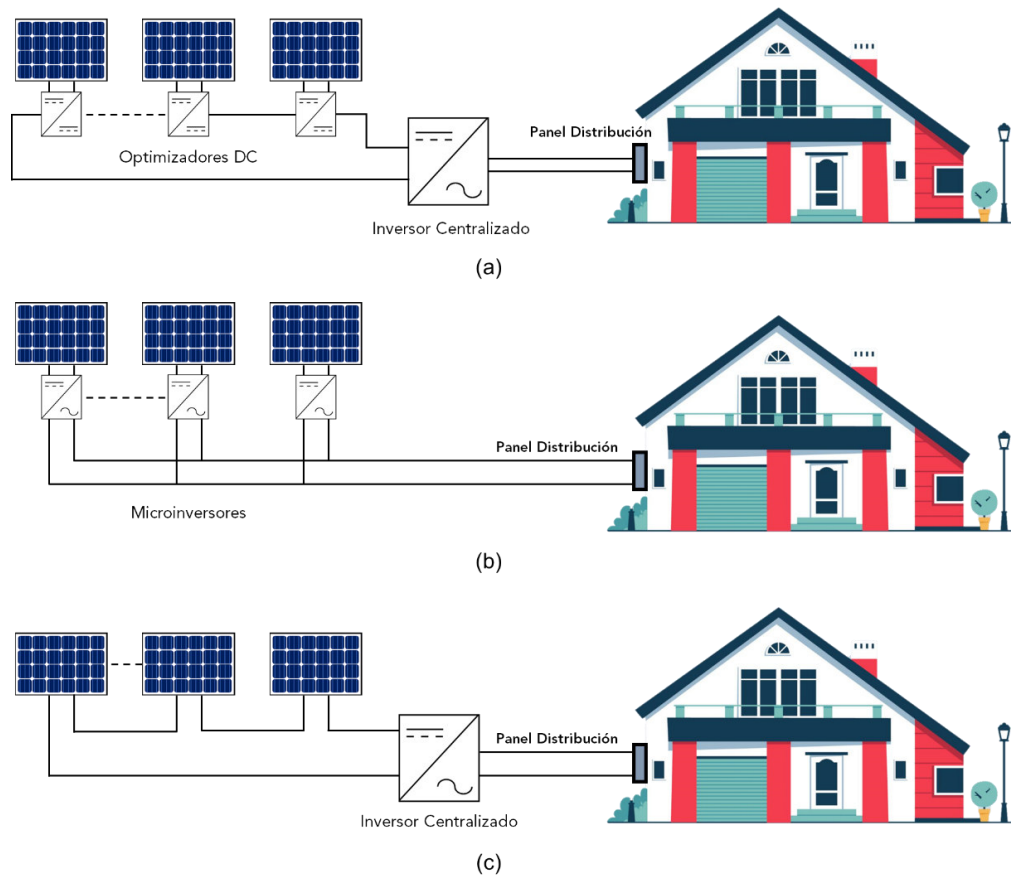 Panel Distribución
Optimizadores DC
Inversor Centralizado
(a)
Panel Distribución
Microinversores
(b)
Panel Distribución
Inversor Centralizado
(c)